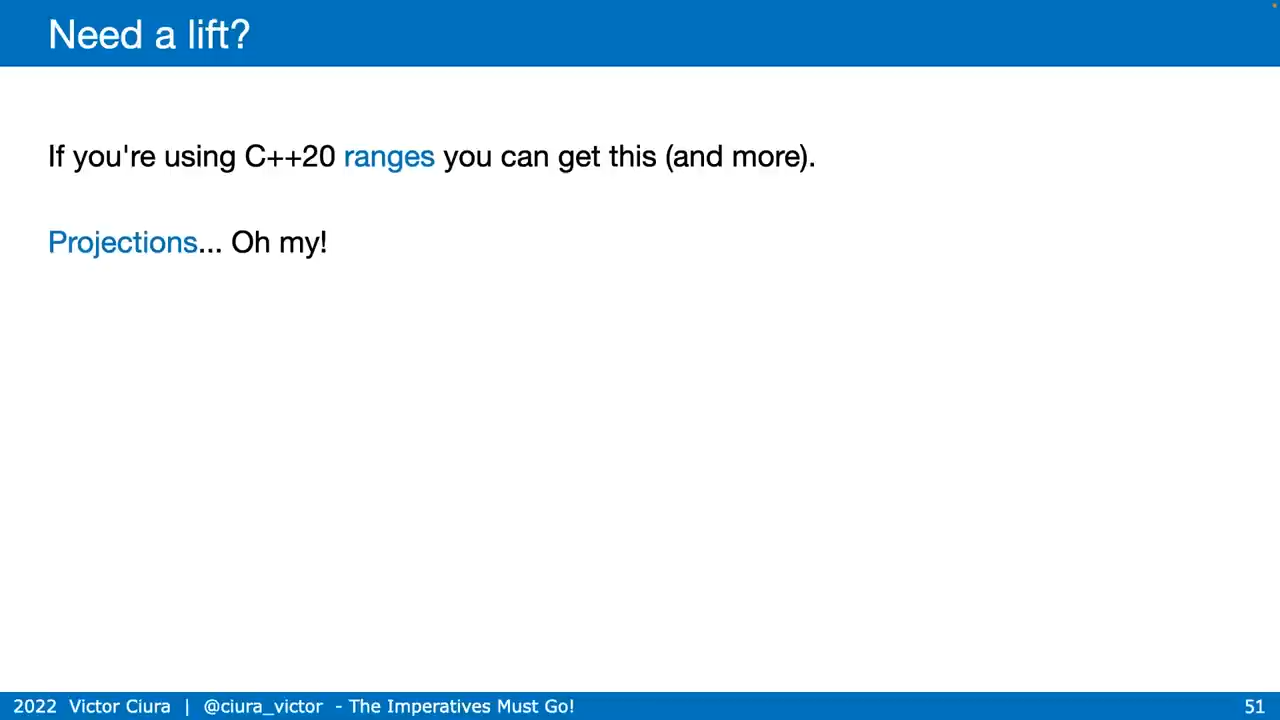 Need a lift?
If you're using C++20 ranges you can get this (and more).
Projections... Oh my!
2022 Victor Ciura | @ciura_victor - The Imperatives Must Go! 51